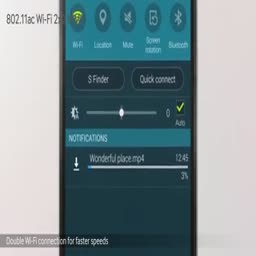 802.11ac Wi-Fi 2x
Wi-Fi
Location
Mute
Screen
rotation
Bluetooth
S Finder
Quick connect
0
Auto
NOTIFICATIONS
Wonderful place.mp4
12:45
3%
Double Wi-Fi connection for faster speeds